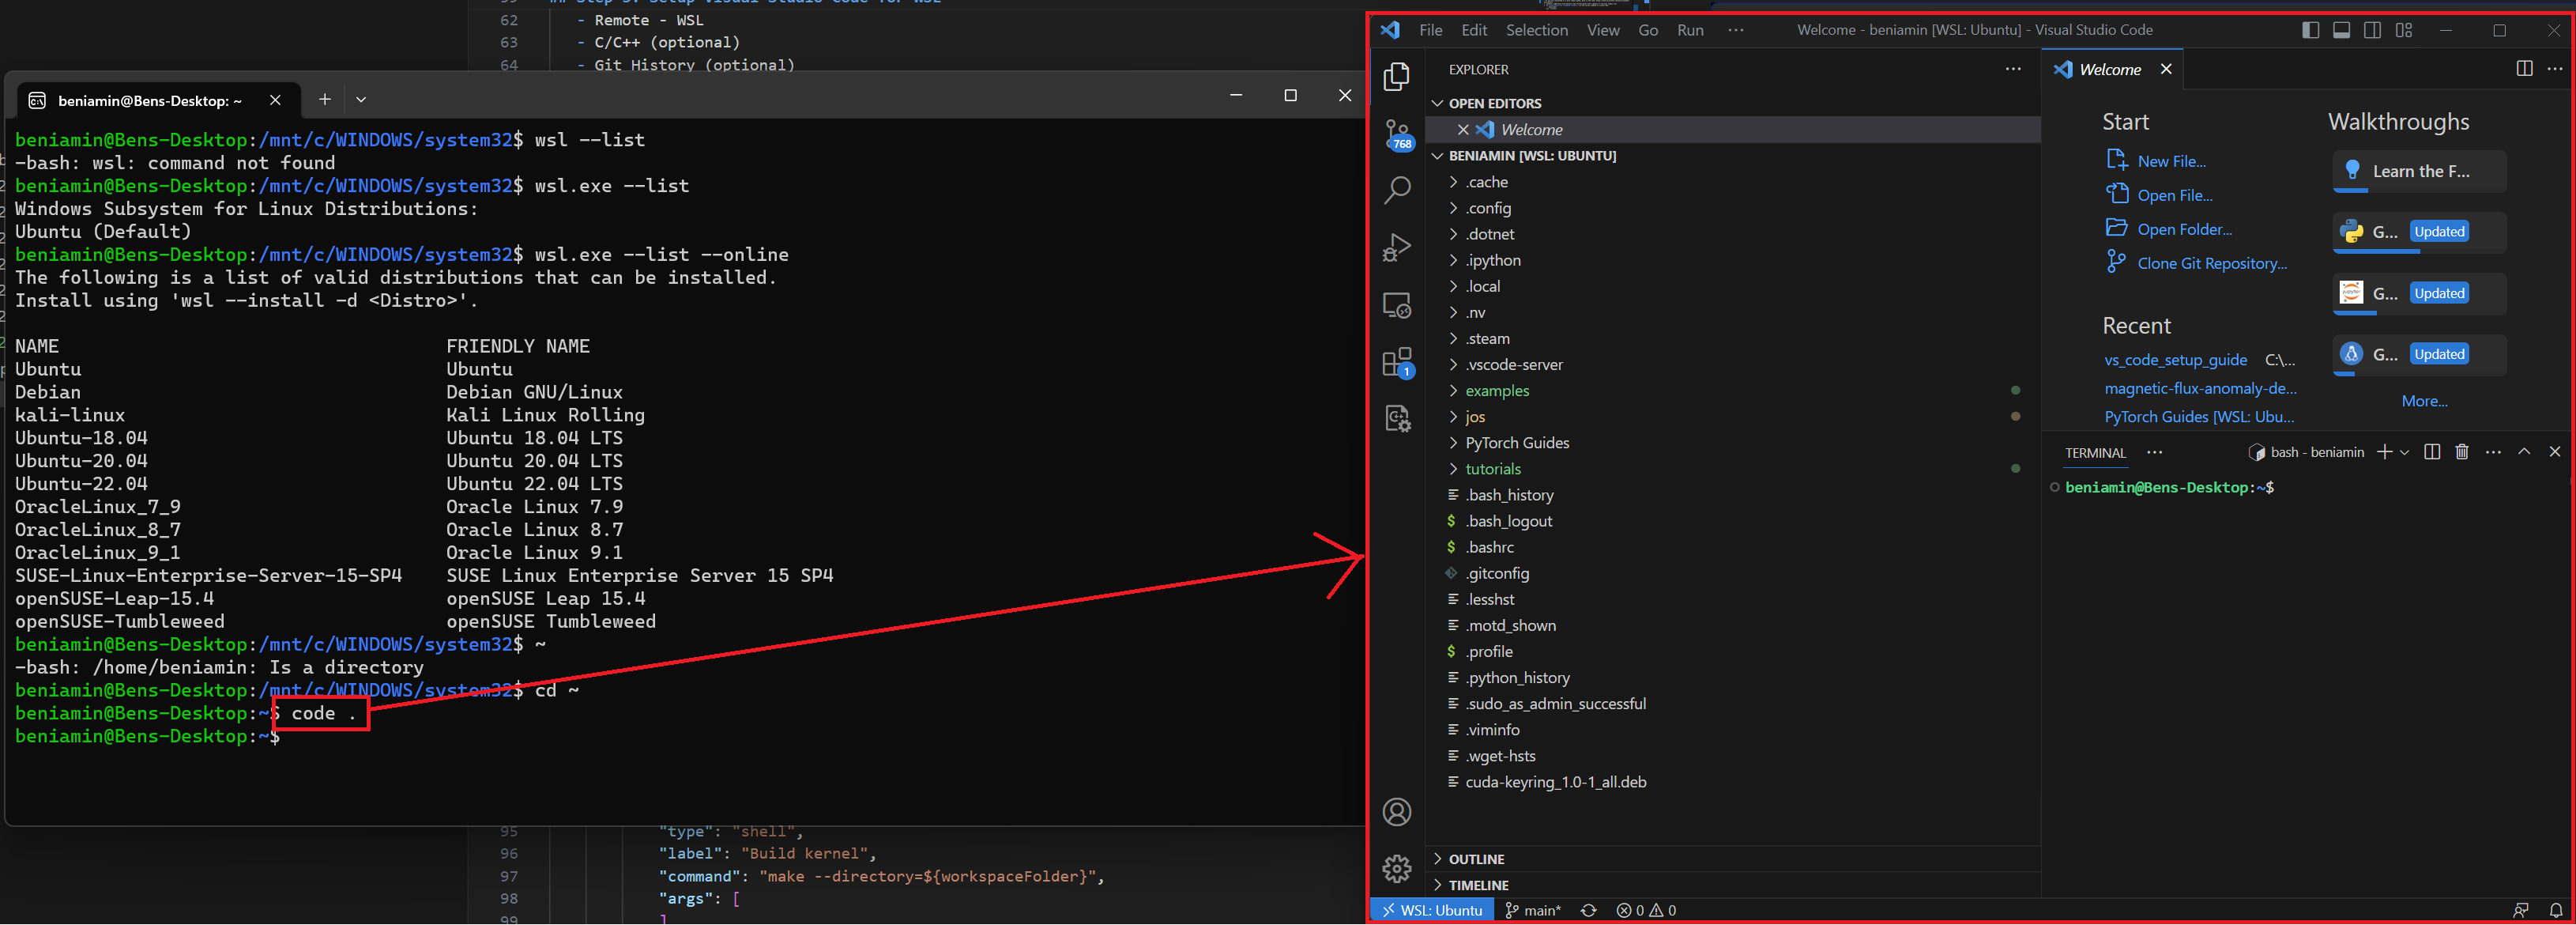 62 - Remote - WSL
63 - C/C++ (optional)
64 - Git History (optional)
beniamin@Bens-Desktop: ~
beniamin@Bens-Desktop:/mnt/c/WINDOWS/system32$ wsl --list
-bash: wsl: command not found
beniamin@Bens-Desktop:/mnt/c/WINDOWS/system32$ wsl.exe --list
Windows Subsystem for Linux Distributions:
Ubuntu (Default)
beniamin@Bens-Desktop:/mnt/c/WINDOWS/system32$ wsl.exe --list --online
The following is a list of valid distributions that can be installed.
Install using 'wsl --install -d <Distro>'.
NAME FRIENDLY NAME
Ubuntu Ubuntu
Debian Debian GNU/Linux
kali-linux Kali Linux Rolling
Ubuntu-18.04 Ubuntu 18.04 LTS
Ubuntu-20.04 Ubuntu 20.04 LTS
Ubuntu-22.04 Ubuntu 22.04 LTS
OracleLinux_7_9 Oracle Linux 7.9
OracleLinux_8_7 Oracle Linux 8.7
OracleLinux_9_1 Oracle Linux 9.1
SUSE-Linux-Enterprise-Server-15-SP4 SUSE Linux Enterprise Server 15 SP4
openSUSE-Leap-15.4 openSUSE Leap 15.4
openSUSE-Tumbleweed openSUSE Tumbleweed
beniamin@Bens-Desktop:/mnt/c/WINDOWS/system32$ ~
-bash: /home/beniamin: Is a directory
beniamin@Bens-Desktop:/mnt/c/WINDOWS/system32$ cd ~
beniamin@Bens-Desktop:~$ code .
beniamin@Bens-Desktop:~$
95 "type": "shell",
96 "label": "Build kernel",
97 "command": "make --directory=${workspaceFolder}",
98 "args": [
99 ]
File Edit Selection View Go Run ··· Welcome - beniamin [WSL: Ubuntu] - Visual Studio Code
EXPLORER
OPEN EDITORS
Welcome
BENIAMIN [WSL: UBUNTU]
.cache
.config
.dotnet
.ipython
.local
.nv
.steam
.vscode-server
examples
jos
PyTorch Guides
tutorials
.bash_history
$ .bash_logout
$ .bashrc
.gitconfig
.lesshst
.motd_shown
$ .profile
.python_history
.sudo_as_admin_successful
.viminfo
.wget-hsts
cuda-keyring_1.0-1_all.deb
OUTLINE
TIMELINE
768
1
Welcome
Start
New File...
Open File...
Open Folder...
Clone Git Repository...
Recent
vs_code_setup_guide C:\...
magnetic-flux-anomaly-de...
PyTorch Guides [WSL: Ubu...
Walkthroughs
Learn the F...
G... Updated
G... Updated
G... Updated
More...
TERMINAL ··· bash - beniamin
beniamin@Bens-Desktop:~$
WSL: Ubuntu main* 0 0